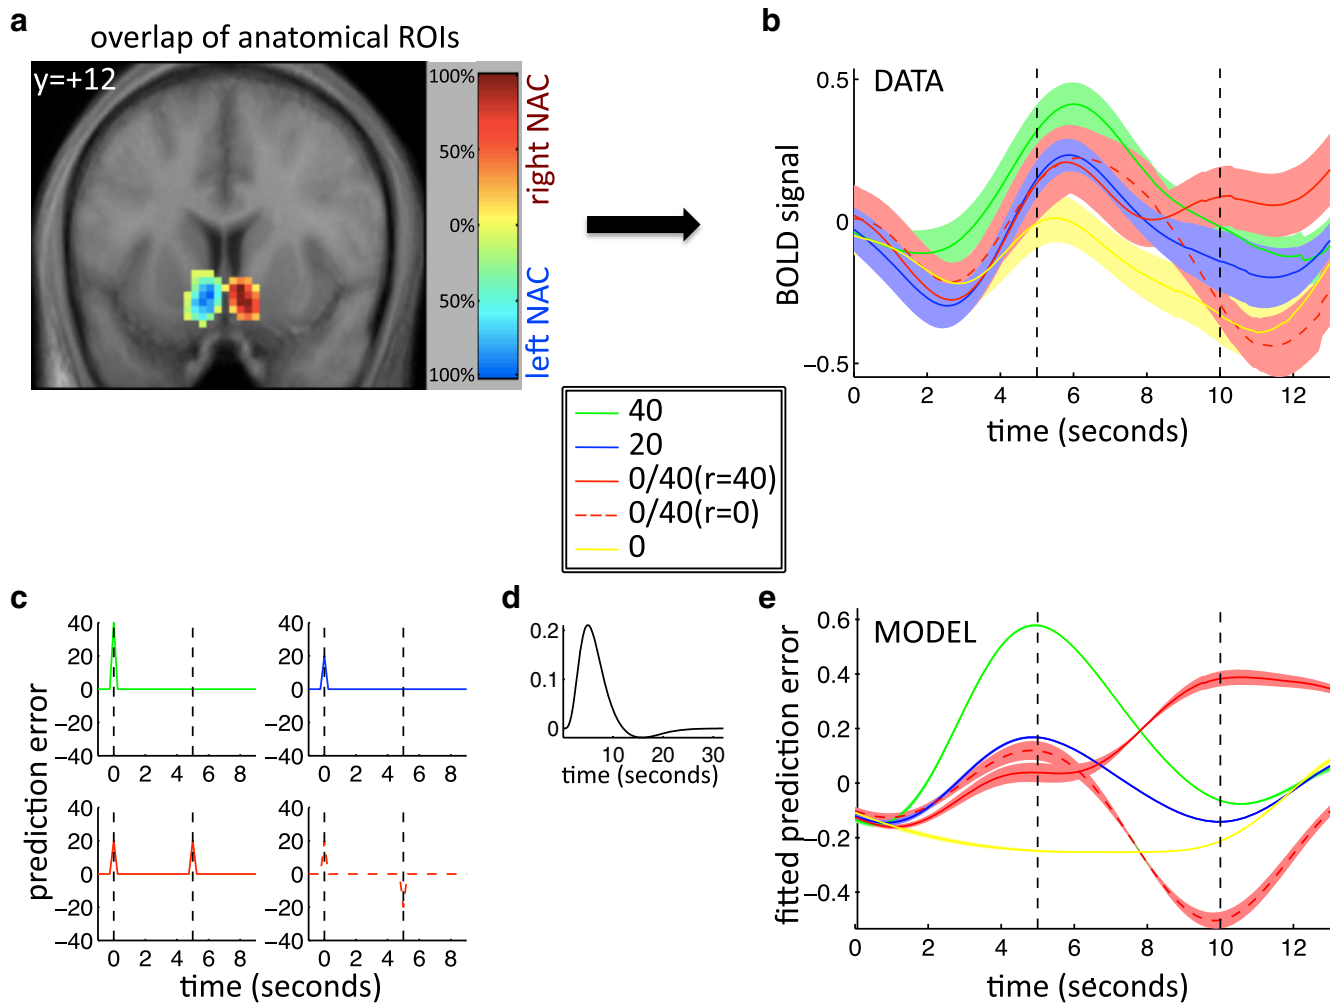 a
overlap of anatomical ROIs
y=+12
100%
50%
0%
50%
100%
right NAC
left NAC
b
DATA
BOLD signal
0.5
0
−0.5
0 2 4 6 8 10 12
time (seconds)
40
20
0/40(r=40)
0/40(r=0)
0
c
prediction error
40
20
0
−20
−40
0 2 4 6 8
40
20
0
−20
−40
0 2 4 6 8
40
20
0
−20
−40
0 2 4 6 8
40
20
0
−20
−40
0 2 4 6 8
time (seconds)
d
0.2
0.1
0
10 20 30
time (seconds)
e
MODEL
fitted prediction error
0.6
0.4
0.2
0
−0.2
−0.4
0 2 4 6 8 10 12
time (seconds)